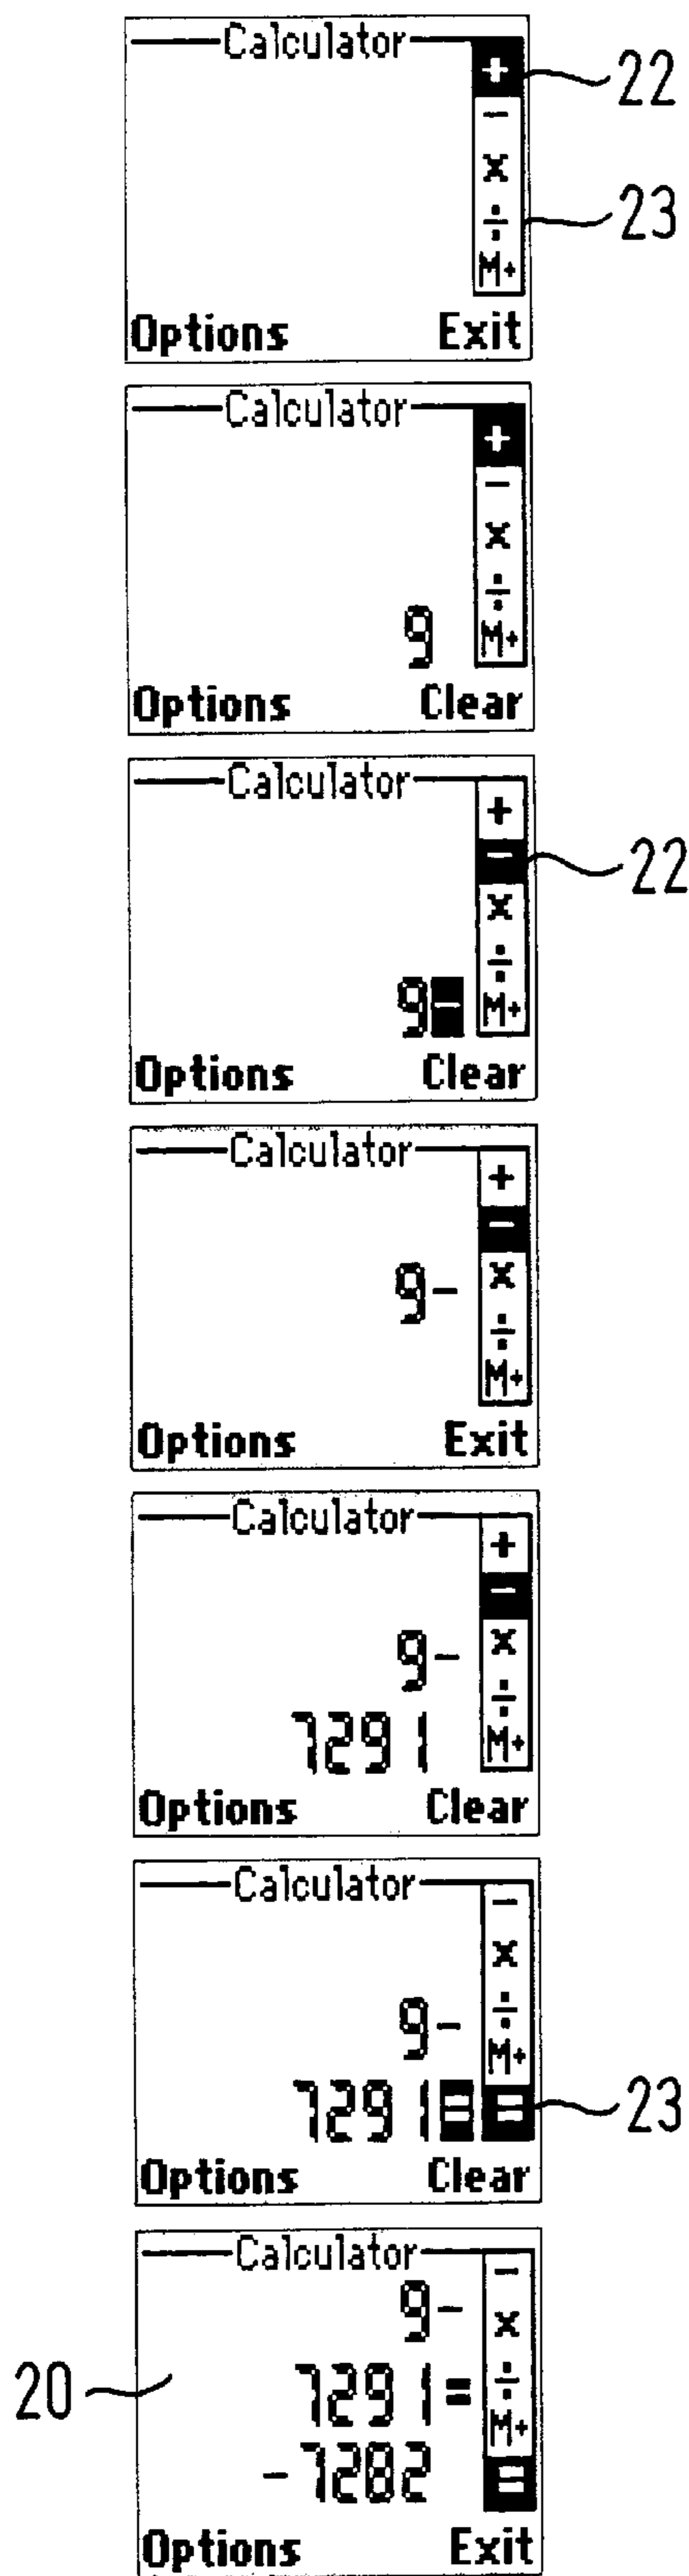 Calculator
+ 22
−
x
÷ 23
M+
Options Exit
Calculator
+
−
x
÷
9 M+
Options Clear
Calculator
+
− 22
x
÷
9− M+
Options Clear
Calculator
+
−
9− x
÷
M+
Options Exit
Calculator
+
−
9− x
÷
7291 M+
Options Clear
Calculator
−
x
÷
9− M+
7291= = 23
Options Clear
Calculator
9− −
x
20 7291= ÷
M+
-7282 =
Options Exit